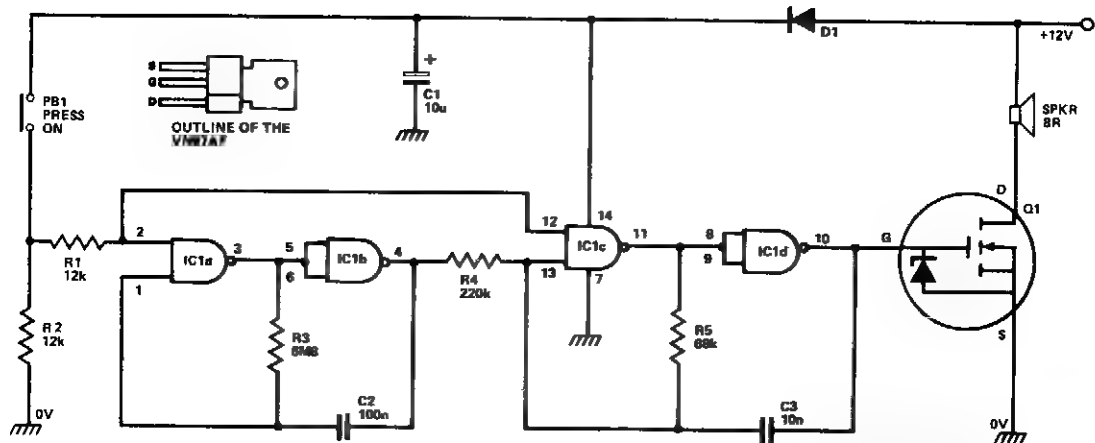 D1
+12V
PB1
PRESS
ON
S
G
D
OUTLINE OF THE
+
C1
10u
SPKR
8R
D
Q1
G
S
12
14
13
7
IC1c
11
8
9
IC1d
10
2
1
IC1a
3
5
6
IC1b
4
R1
12k
R4
220k
R2
12k
R3
R5
C2
100n
C3
10n
0V
0V